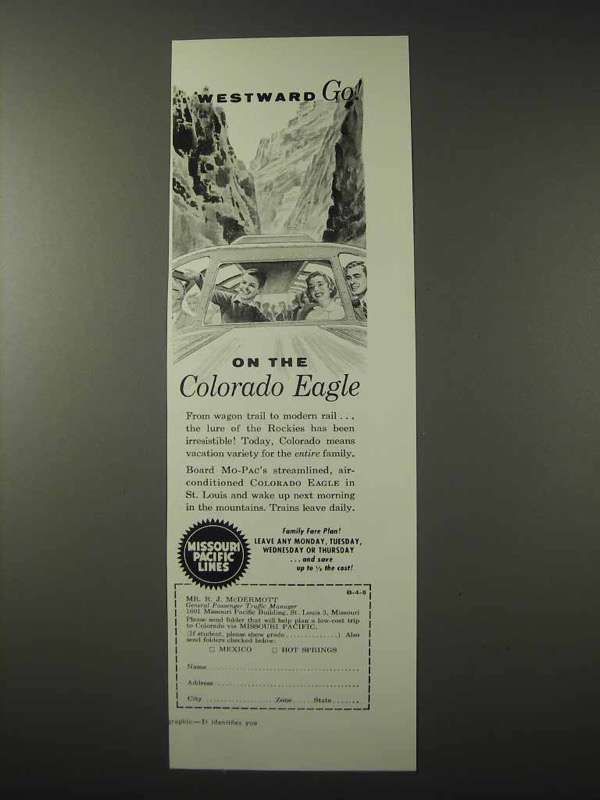 WESTWARD Go!
ON THE
Colorado Eagle
From wagon trail to modern rail . . .
the lure of the Rockies has been
irresistible! Today, Colorado means
vacation variety for the entire family.
Board MO-PAC's streamlined, air-
conditioned COLORADO EAGLE in
St. Louis and wake up next morning
in the mountains. Trains leave daily.
MISSOURI
PACIFIC
LINES
Family Fare Plan!
LEAVE ANY MONDAY, TUESDAY,
WEDNESDAY OR THURSDAY
. . . and save
up to ½ the cost!
MR. R. J. McDERMOTT
General Passenger Traffic Manager
1601 Missouri Pacific Building, St. Louis 3, Missouri
Please send folder that will help plan a low-cost trip
to Colorado via MISSOURI PACIFIC.
(If student, please show grade . . . . . . . . . . . . . ) Also
send folders checked below:
□ MEXICO □ HOT SPRINGS
Name
Address
City Zone State
graphic—It identifies you